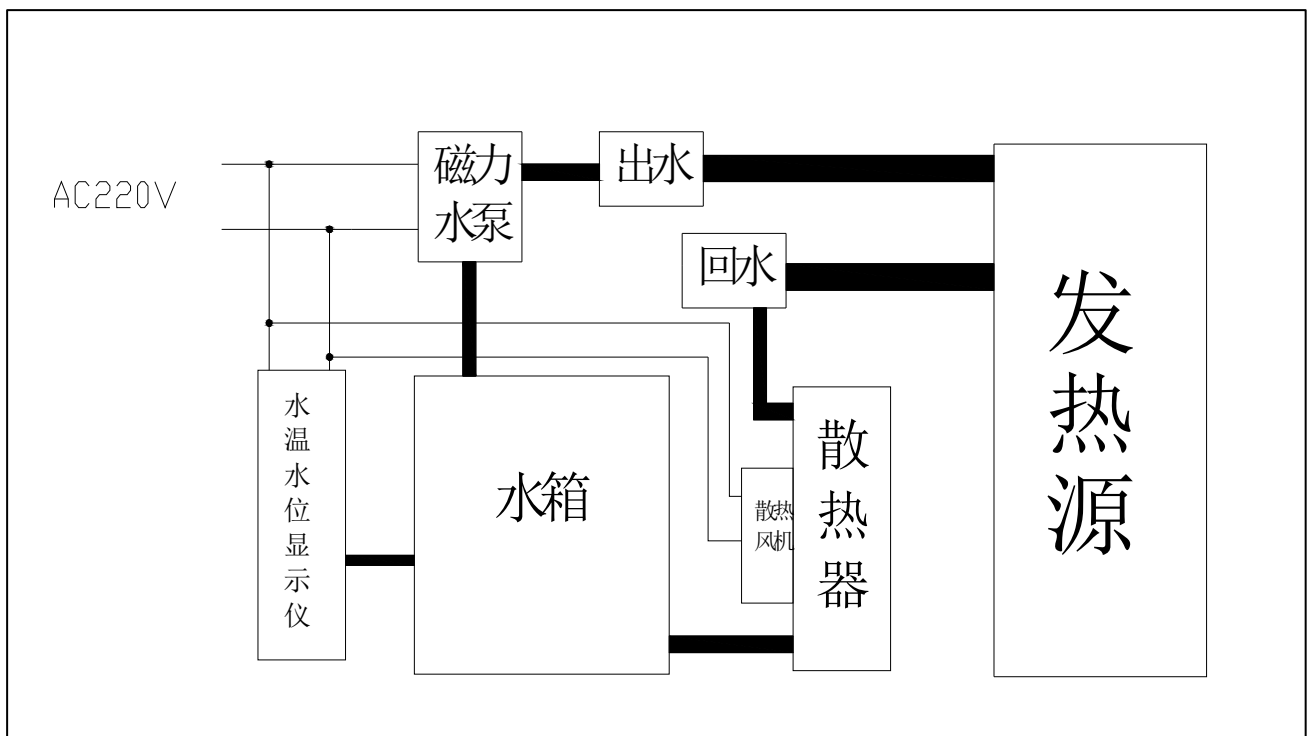 AC220V
磁力
水泵
出水
回水
发
热
源
水
温
水
位
显
示
仪
水箱
散热
风机
散
热
器